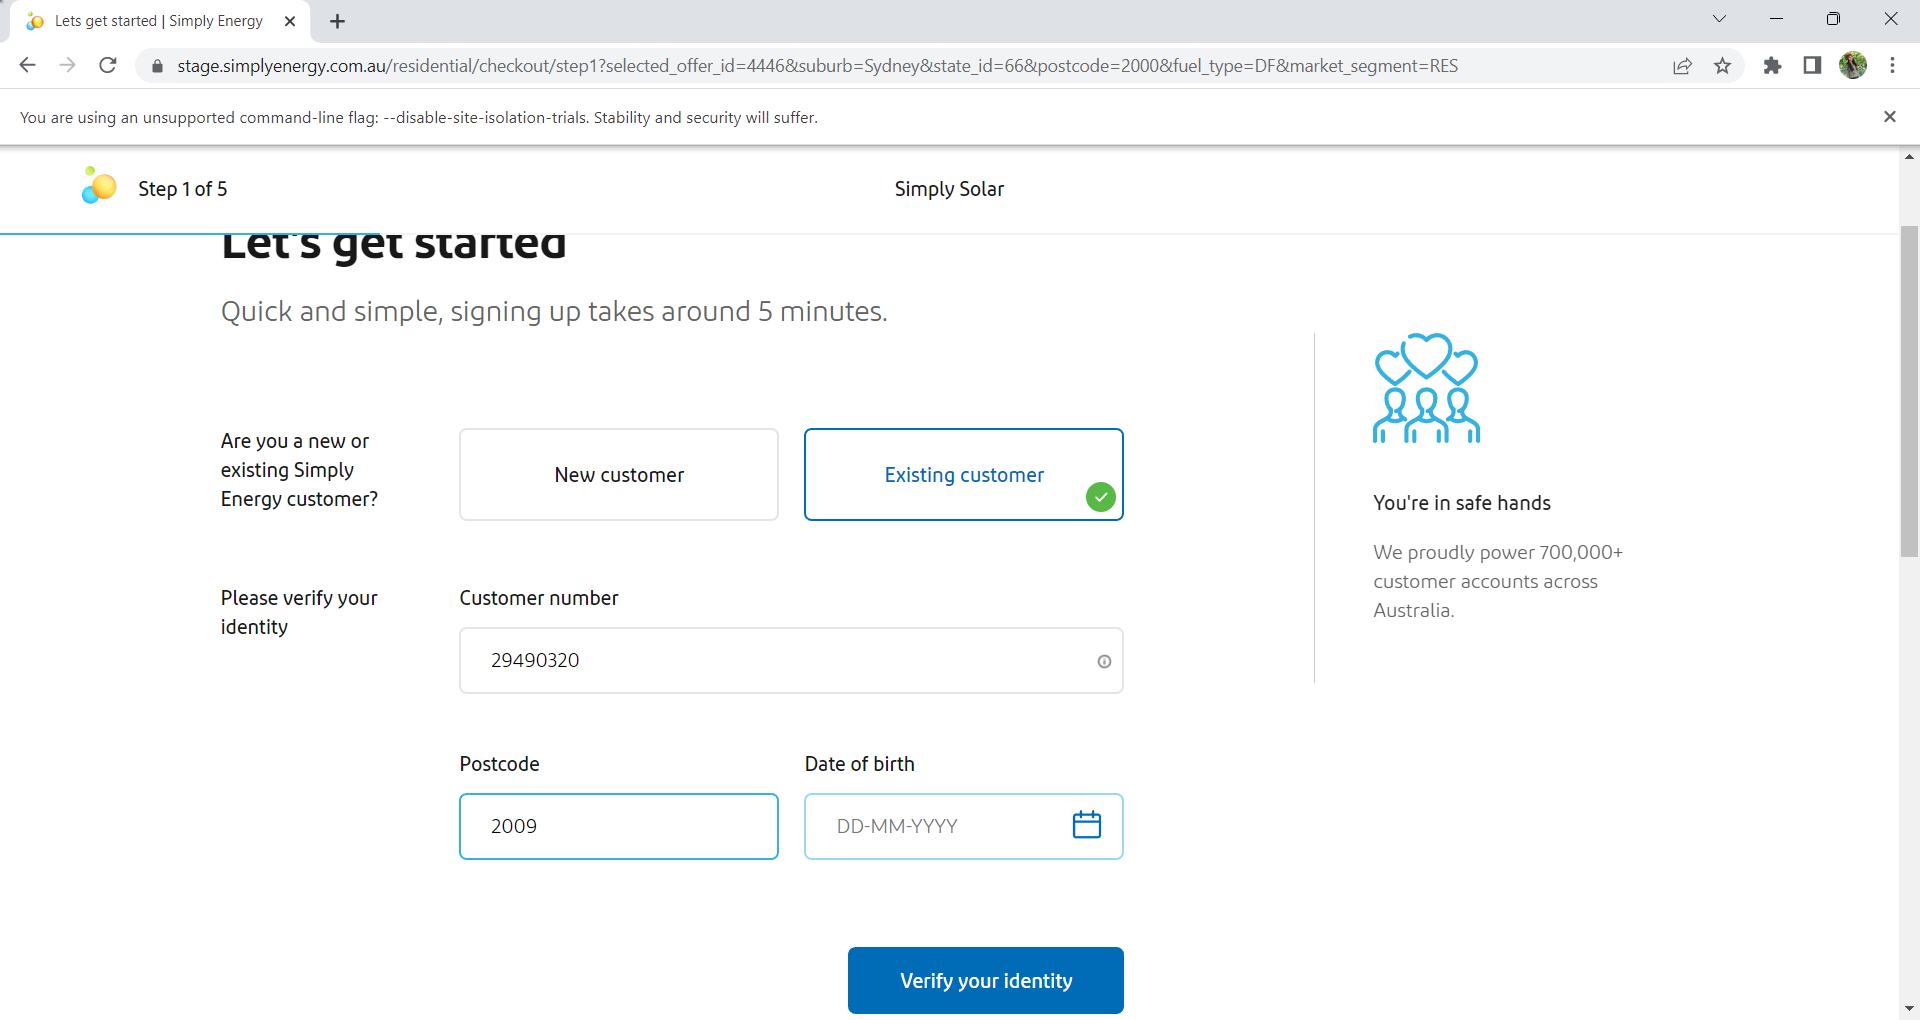 Lets get started | Simply Energy
stage.simplyenergy.com.au/residential/checkout/step1?selected_offer_id=4446&suburb=Sydney&state_id=66&postcode=2000&fuel_type=DF&market_segment=RES
You are using an unsupported command-line flag: --disable-site-isolation-trials. Stability and security will suffer.
Step 1 of 5
Simply Solar
Let's get started
Quick and simple, signing up takes around 5 minutes.
Are you a new or
existing Simply
Energy customer?
New customer
Existing customer
You're in safe hands
We proudly power 700,000+
customer accounts across
Australia.
Please verify your
identity
Customer number
29490320
Postcode
Date of birth
2009
DD-MM-YYYY
Verify your identity